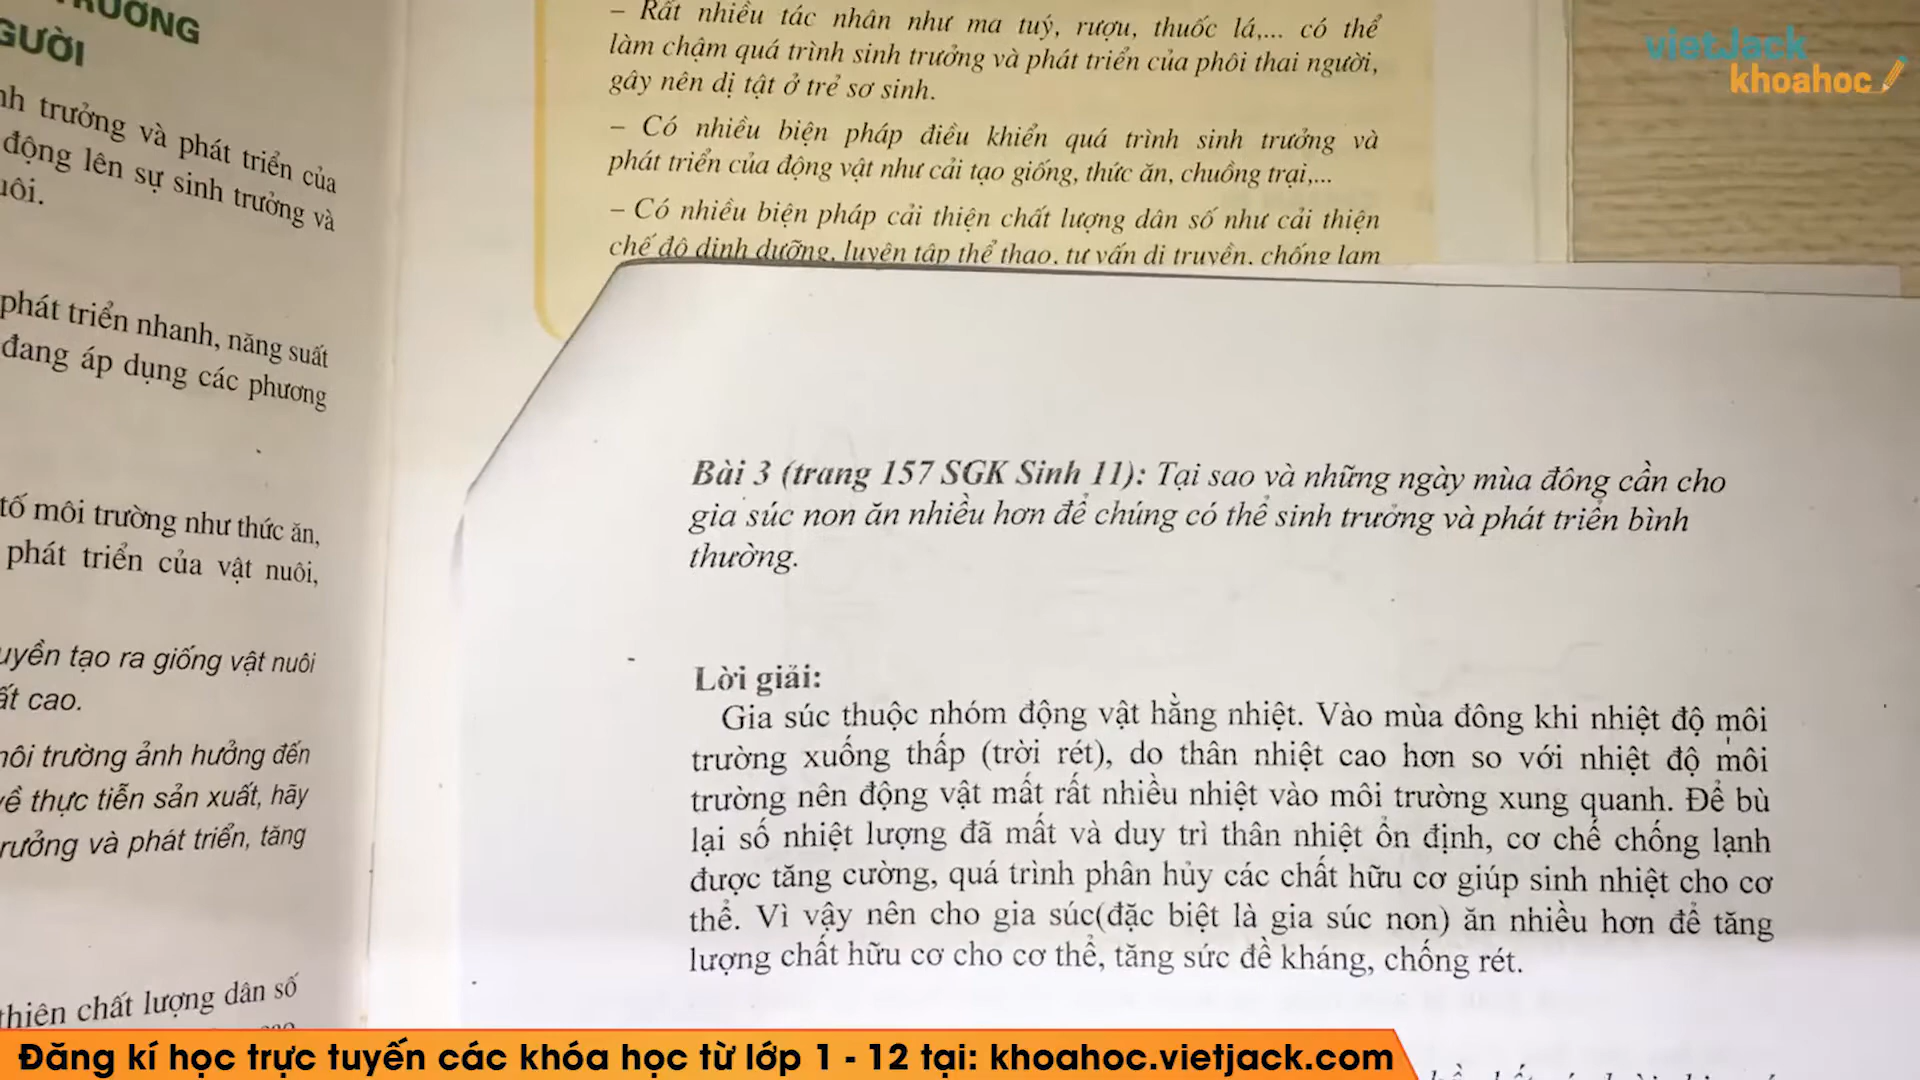 TRƯỞNG
GƯỜI
trưởng và phát triển của
động lên sự sinh trưởng và
phát triển nhanh, năng suất
đang áp dụng các phương
tố môi trường như thức ăn,
phát triển của vật nuôi,
tạo ra giống vật nuôi
cao.
môi trường ảnh hưởng đến
về thực tiễn sản xuất, hãy
trưởng và phát triển, tăng
thiện chất lượng dân số
– Rất nhiều tác nhân như ma tuý, rượu, thuốc lá,... có thể
làm chậm quá trình sinh trưởng và phát triển của phôi thai người,
gây nên dị tật ở trẻ sơ sinh.
– Có nhiều biện pháp điều khiển quá trình sinh trưởng và
phát triển của động vật như cải tạo giống, thức ăn, chuồng trại,...
– Có nhiều biện pháp cải thiện chất lượng dân số như cải thiện
chế độ dinh dưỡng, luyện tập thể thao, tư vấn di truyền, chống lạm
vietJack
khoahoc
Bài 3 (trang 157 SGK Sinh 11): Tại sao và những ngày mùa đông cần cho
gia súc non ăn nhiều hơn để chúng có thể sinh trưởng và phát triển bình
thường.
Lời giải:
Gia súc thuộc nhóm động vật hằng nhiệt. Vào mùa đông khi nhiệt độ môi
trường xuống thấp (trời rét), do thân nhiệt cao hơn so với nhiệt độ môi
trường nên động vật mất rất nhiều nhiệt vào môi trường xung quanh. Để bù
lại số nhiệt lượng đã mất và duy trì thân nhiệt ổn định, cơ chế chống lạnh
được tăng cường, quá trình phân hủy các chất hữu cơ giúp sinh nhiệt cho cơ
thể. Vì vậy nên cho gia súc(đặc biệt là gia súc non) ăn nhiều hơn để tăng
lượng chất hữu cơ cho cơ thể, tăng sức đề kháng, chống rét.
Đăng kí học trực tuyến các khóa học từ lớp 1 - 12 tại: khoahoc.vietjack.com